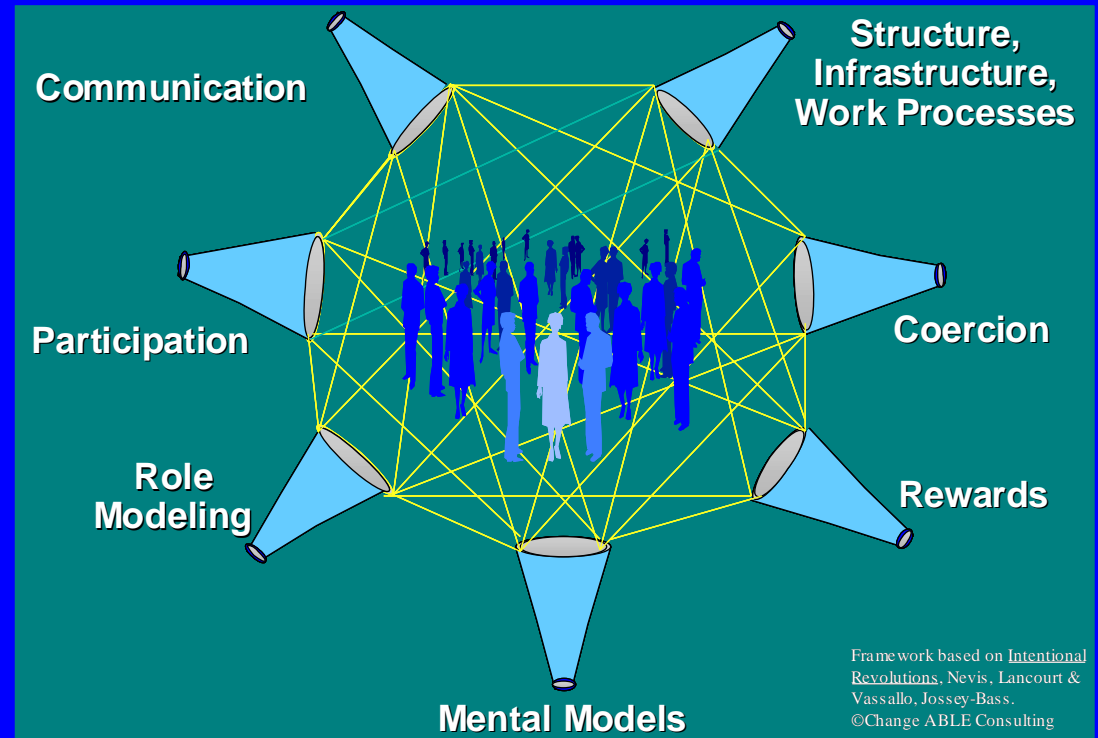 Communication
Structure,
Infrastructure,
Work Processes
Participation
Coercion
Role
Modeling
Rewards
Mental Models
Framework based on Intentional
Revolutions, Nevis, Lancourt &
Vassallo, Jossey-Bass.
©Change ABLE Consulting